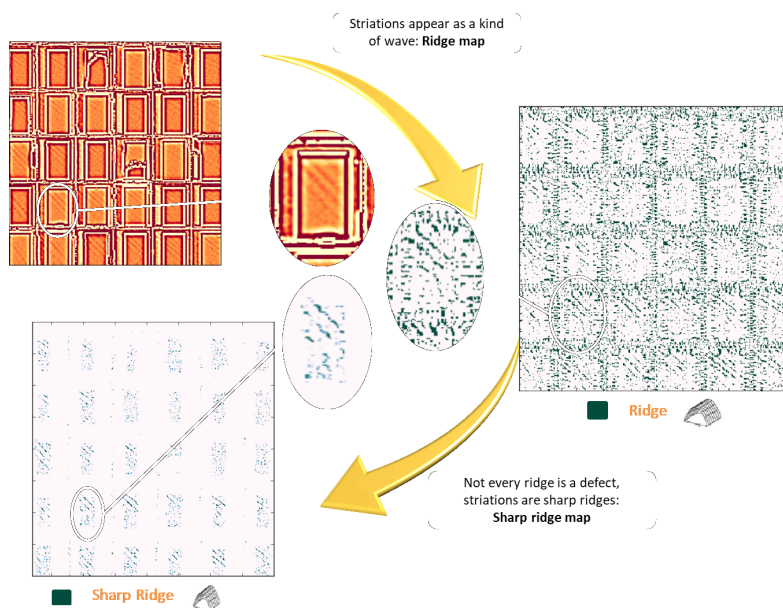 Striations appear as a kind
of wave: Ridge map
Ridge
Not every ridge is a defect,
striations are sharp ridges:
Sharp ridge map
Sharp Ridge